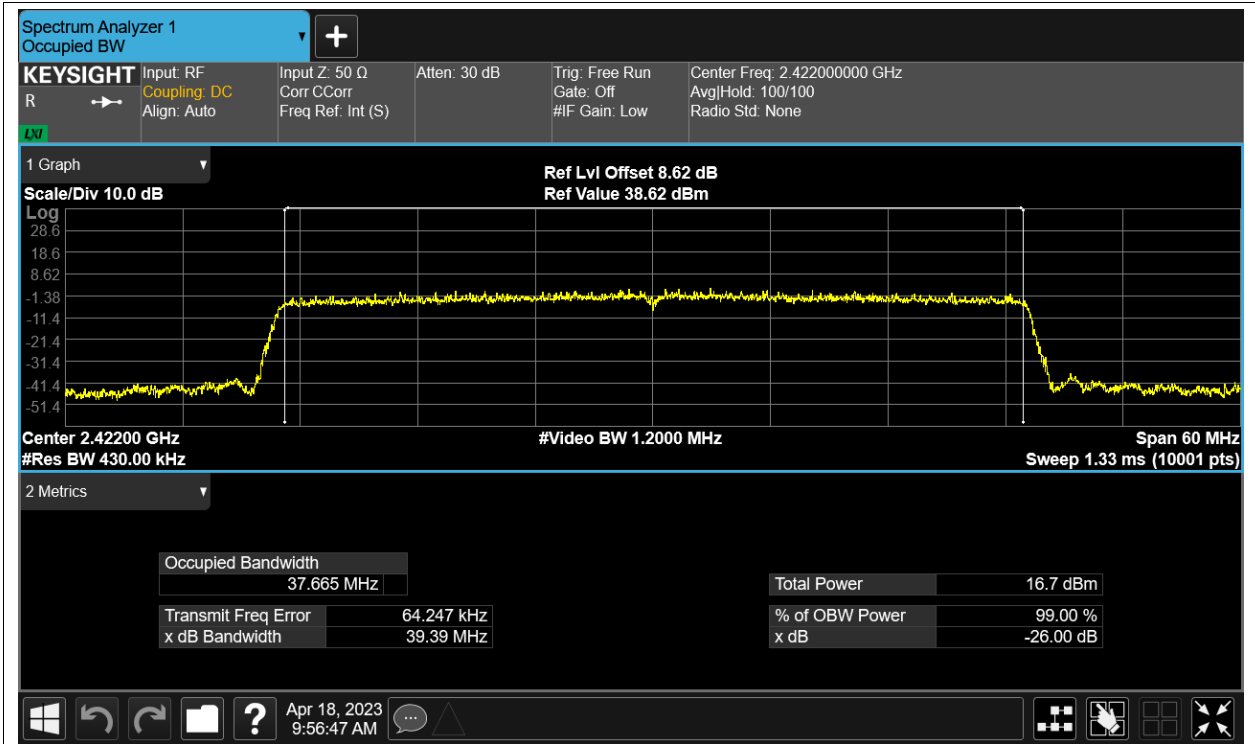 Spectrum Analyzer 1
Occupied BW
KEYSIGHT
R
LXI
Input: RF
Coupling: DC
Align: Auto
Input Z: 50 Ω
Corr CCorr
Freq Ref: Int (S)
Atten: 30 dB
Trig: Free Run
Gate: Off
#IF Gain: Low
Center Freq: 2.422000000 GHz
Avg|Hold: 100/100
Radio Std: None
1 Graph
Scale/Div 10.0 dB
Ref Lvl Offset 8.62 dB
Ref Value 38.62 dBm
Log
28.6
18.6
8.62
-1.38
-11.4
-21.4
-31.4
-41.4
-51.4
Center 2.42200 GHz
#Res BW 430.00 kHz
#Video BW 1.2000 MHz
Span 60 MHz
Sweep 1.33 ms (10001 pts)
2 Metrics
Occupied Bandwidth
37.665 MHz
Transmit Freq Error 64.247 kHz
x dB Bandwidth 39.39 MHz
Total Power 16.7 dBm
% of OBW Power 99.00 %
x dB -26.00 dB
?
Apr 18, 2023
9:56:47 AM